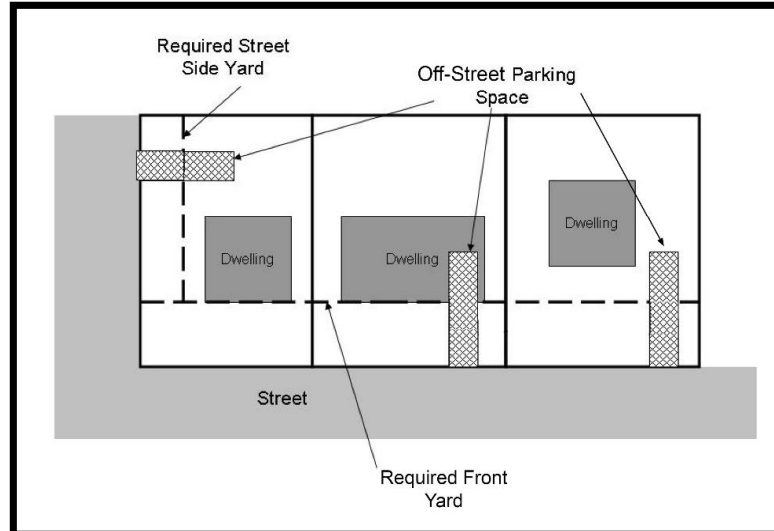 Required Street
Side Yard
Off-Street Parking
Space
Dwelling
Dwelling
Dwelling
Street
Required Front
Yard